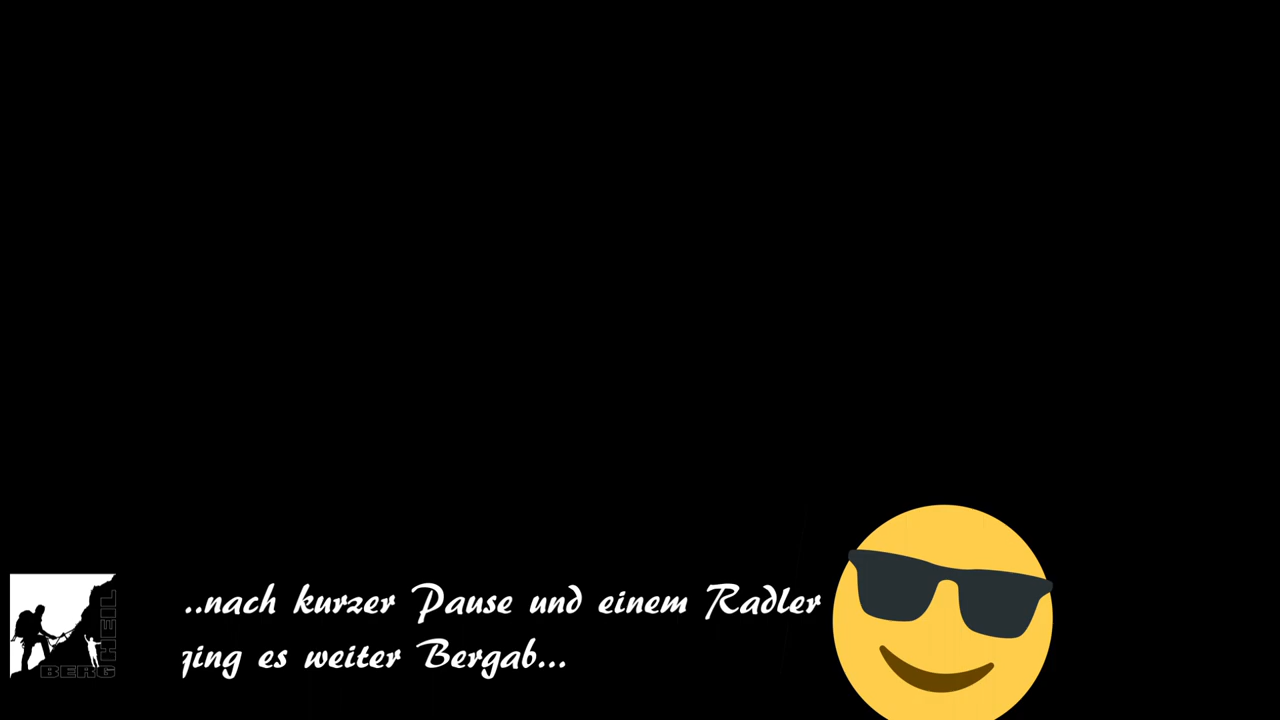 ..nach kurzer Pause und einem Radler
ging es weiter Bergab...
BERG
HEIL